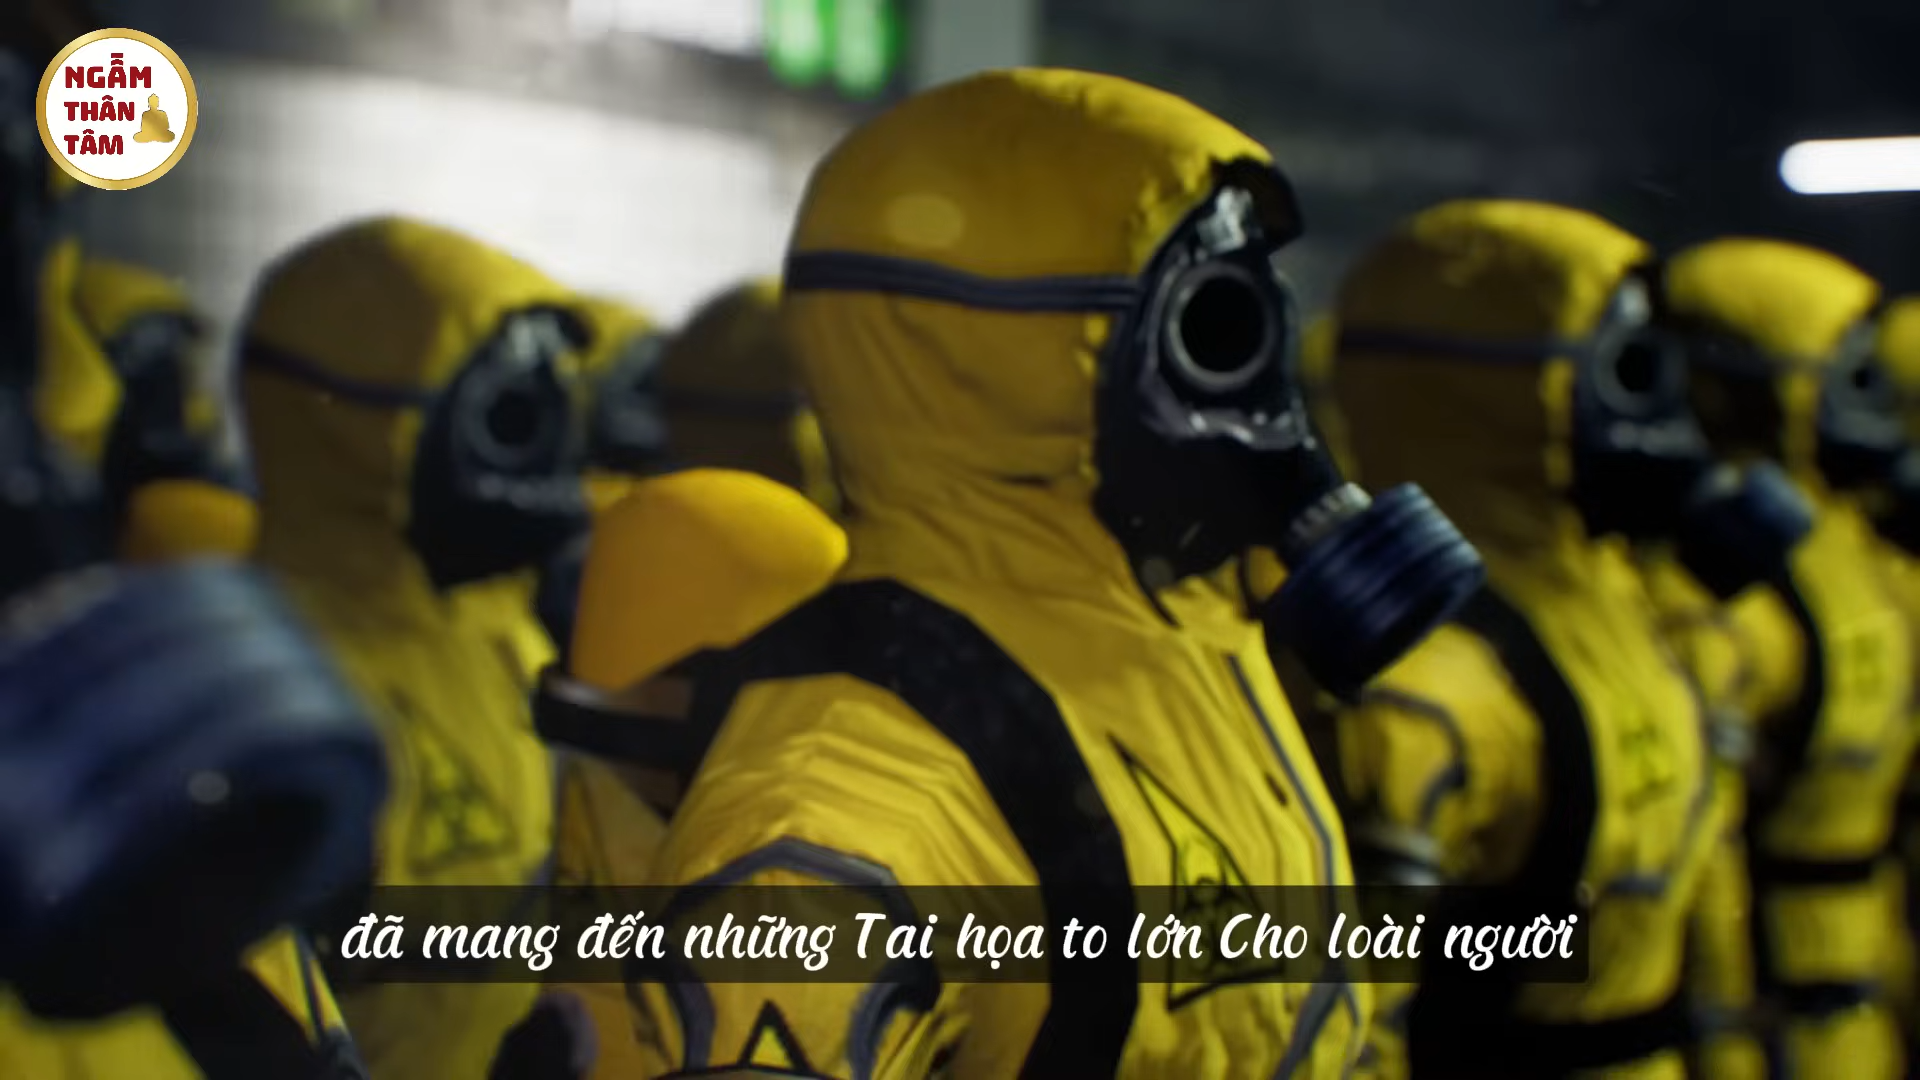 NGẪM
THÂN
TÂM
đã mang đến những Tai họa to lớn Cho loài người